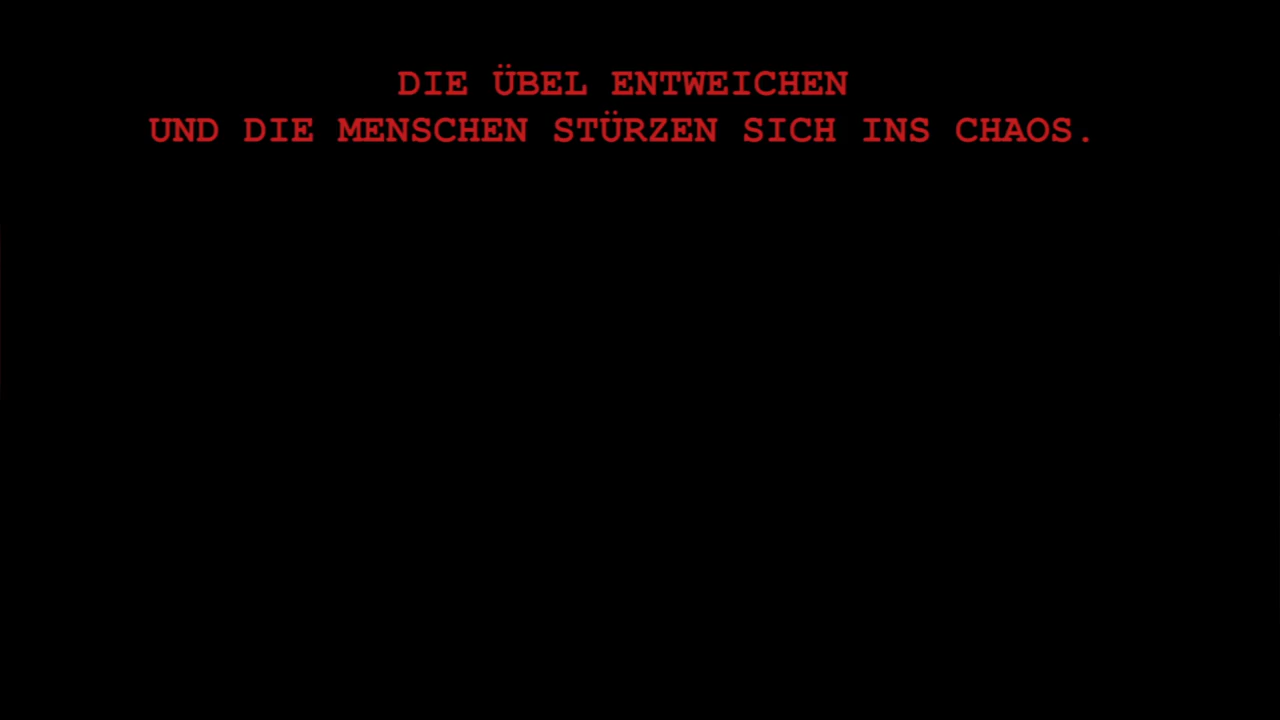 DIE ÜBEL ENTWEICHEN
UND DIE MENSCHEN STÜRZEN SICH INS CHAOS.